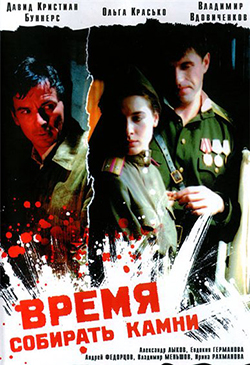 ДАВИД КРИСТИАН
БУННЕРС
ОЛЬГА КРАСЬКО
ВЛАДИМИР
ВДОВИЧЕНКОВ
ВРЕМЯ
СОБИРАТЬ КАМНИ
АЛЕКСАНДР ЛЫКОВ, ЕВДОКИЯ ГЕРМАНОВА
АНДРЕЙ ФЕДОРЦОВ, ВЛАДИМИР МЕНЬШОВ, ИРИНА РАХМАНОВА